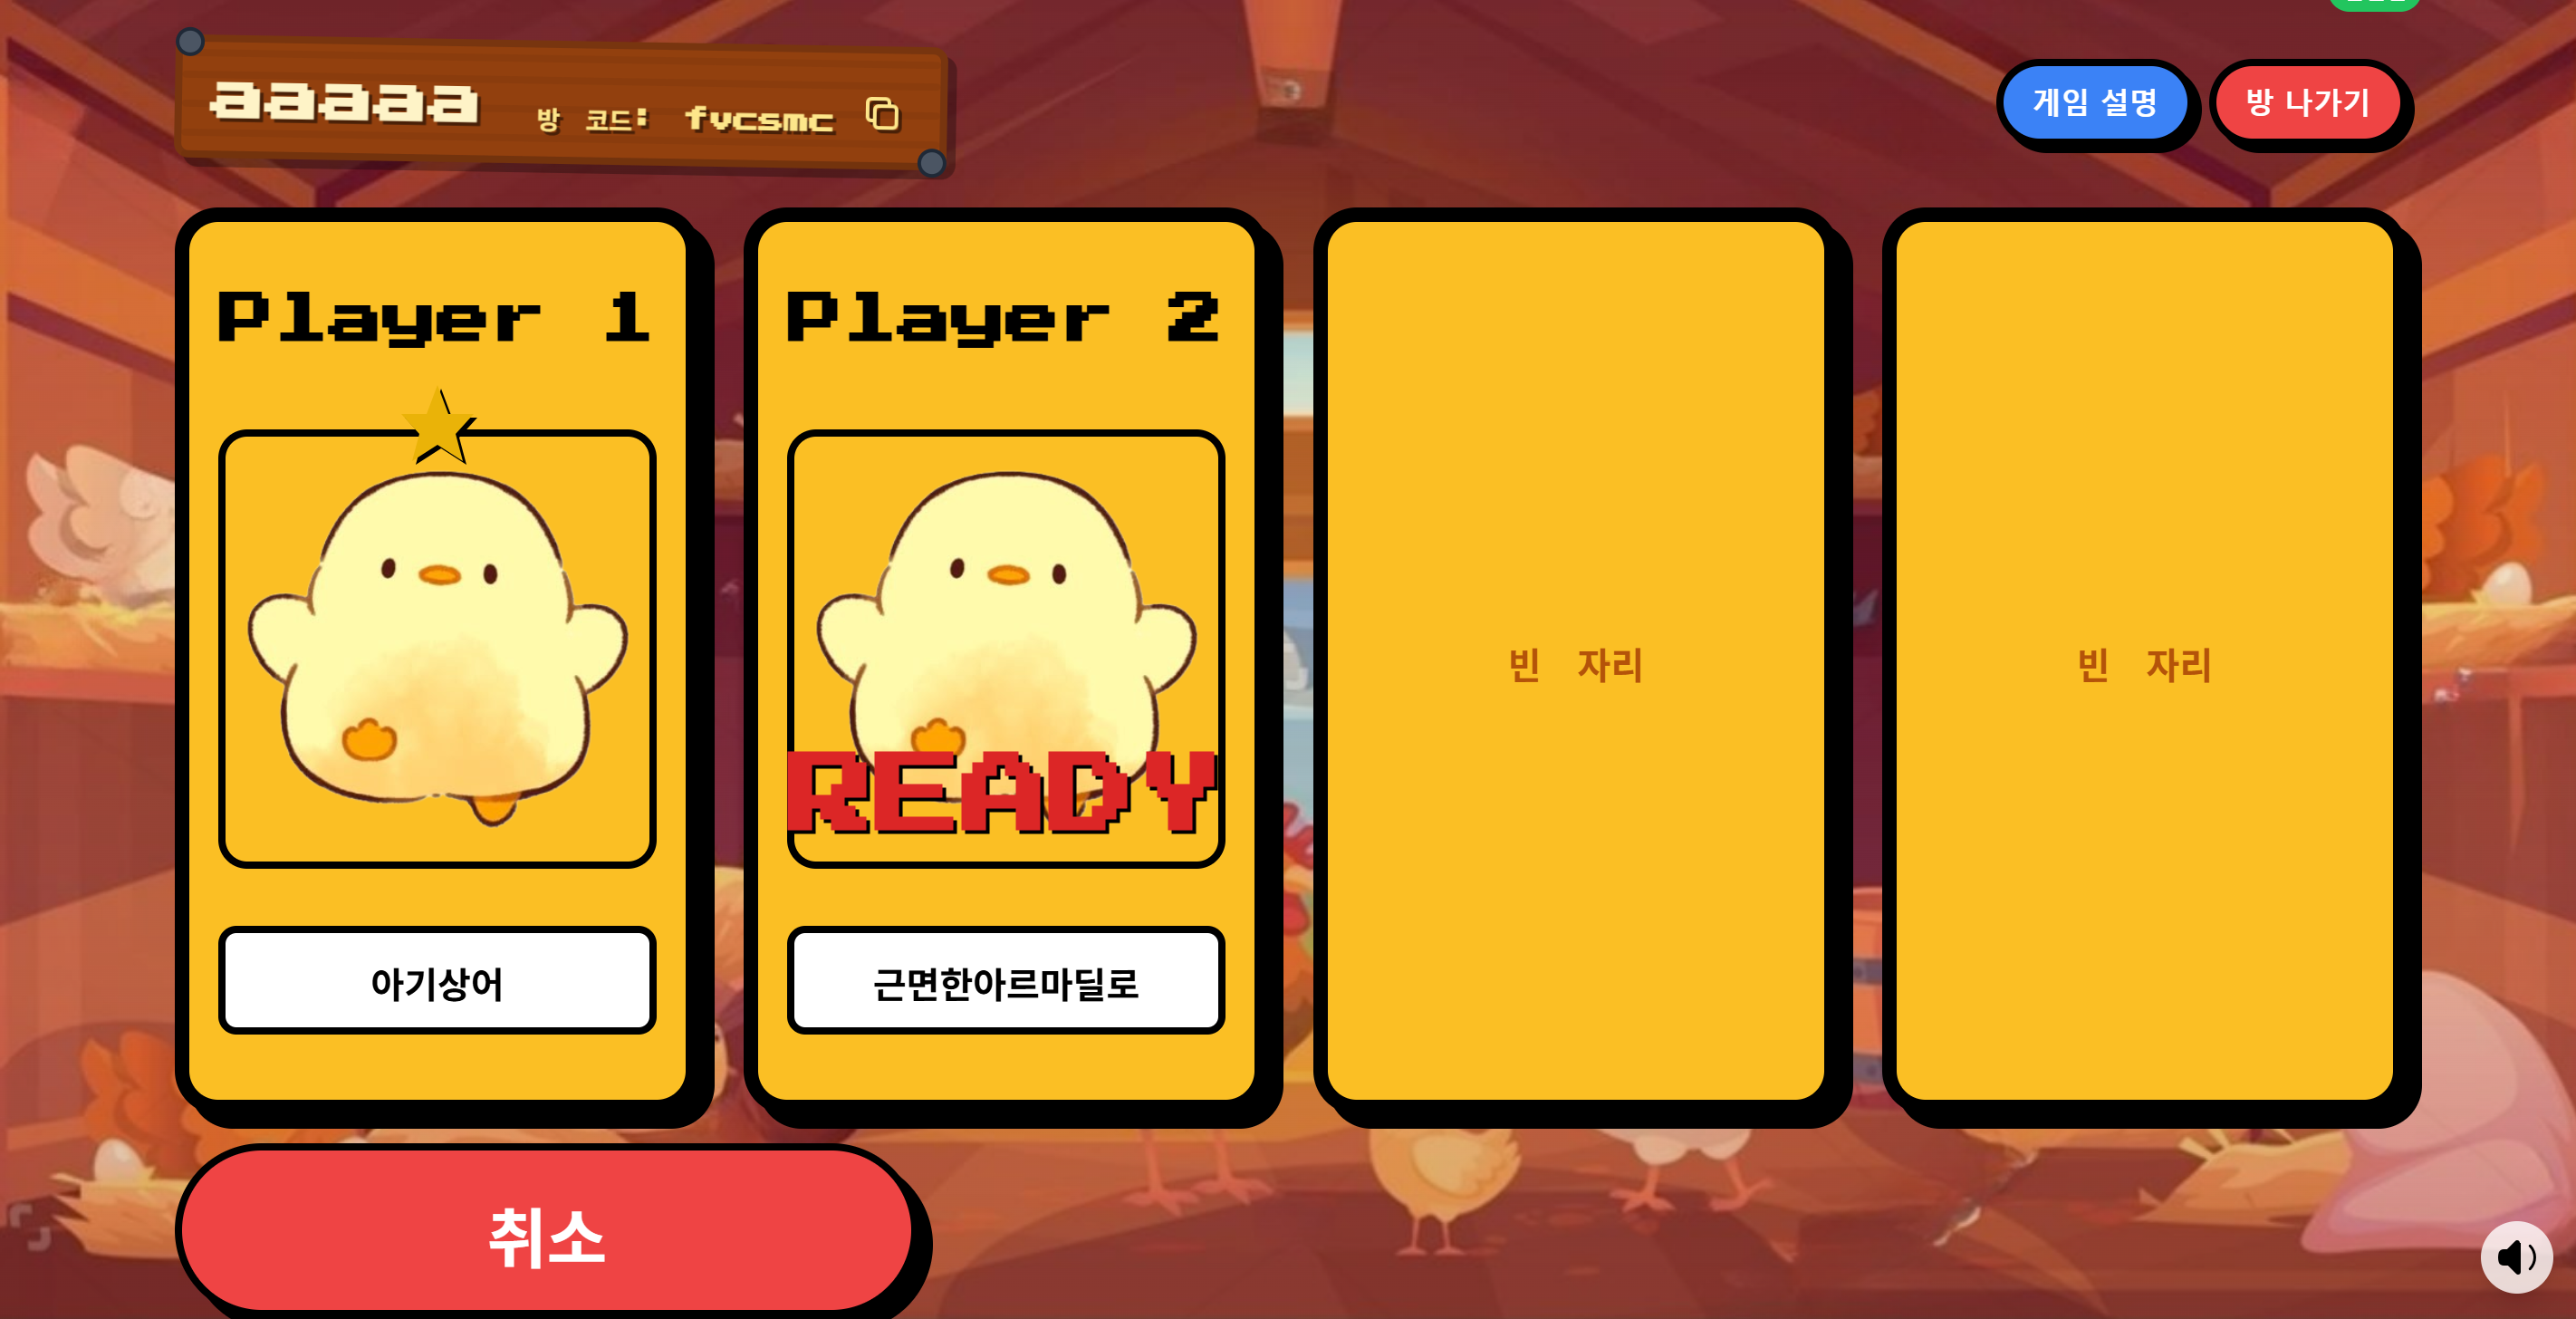 aaaaa 방 코드: fvcsmc
게임 설명
방 나가기
Player 1
아기상어
Player 2
READY
근면한아르마딜로
빈 자리
빈 자리
취소